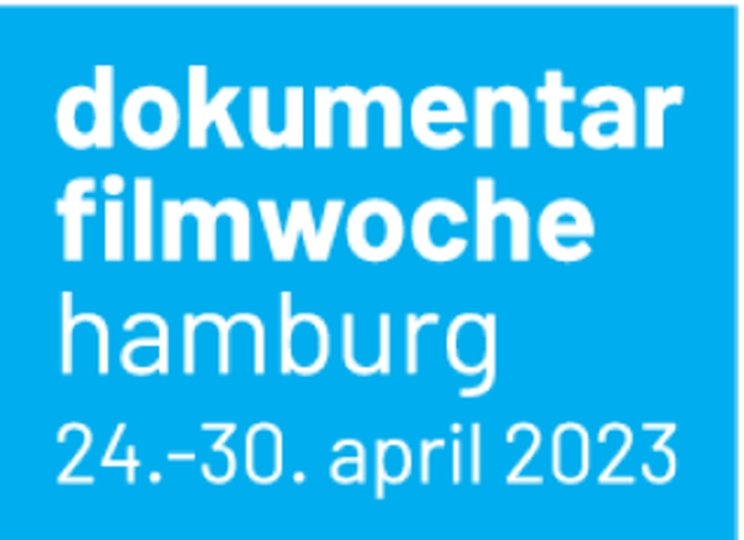 dokumentar
filmwoche
hamburg
24.-30. april 2023